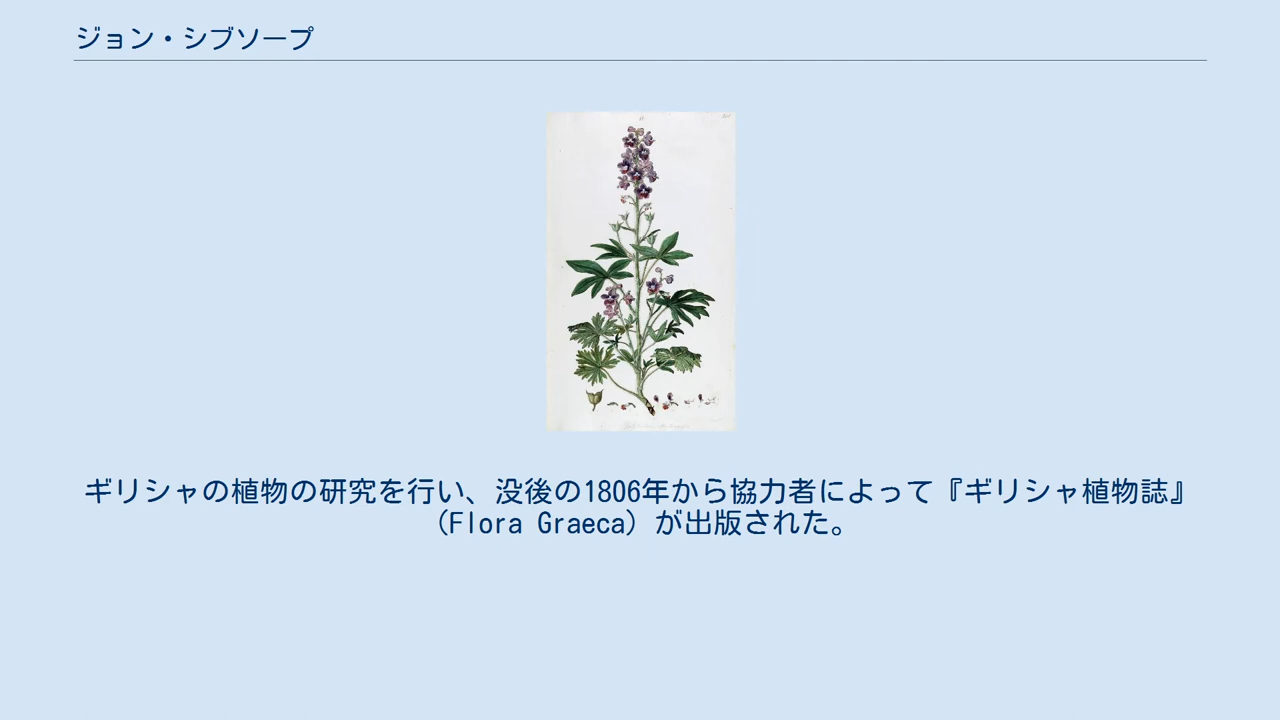 ジョン・シブソープ
ギリシャの植物の研究を行い、没後の1806年から協力者によって『ギリシャ植物誌』
（Flora Graeca）が出版された。